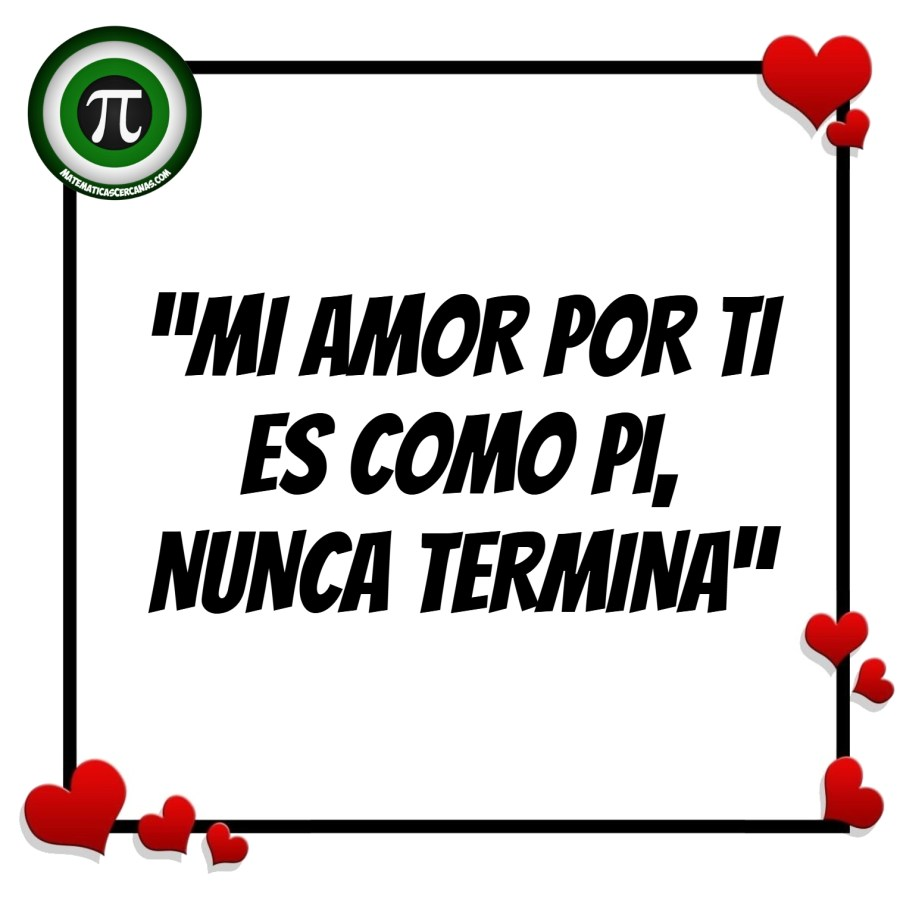 π
MATEMATICASCERCANAS.COM
"MI AMOR POR TI
ES COMO PI,
NUNCA TERMINA"